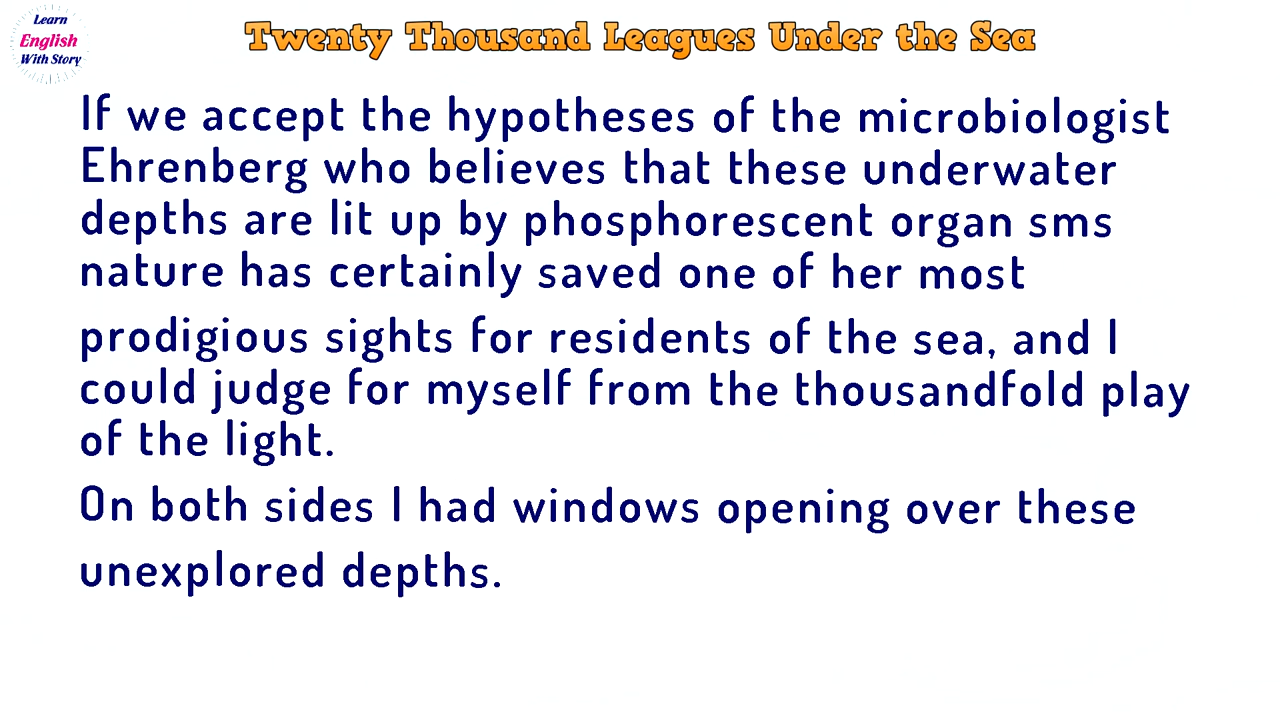 Learn
English
With Story
Twenty Thousand Leagues Under the Sea
If we accept the hypotheses of the microbiologist
Ehrenberg who believes that these underwater
depths are lit up by phosphorescent organ sms
nature has certainly saved one of her most
prodigious sights for residents of the sea, and I
could judge for myself from the thousandfold play
of the light.
On both sides I had windows opening over these
unexplored depths.